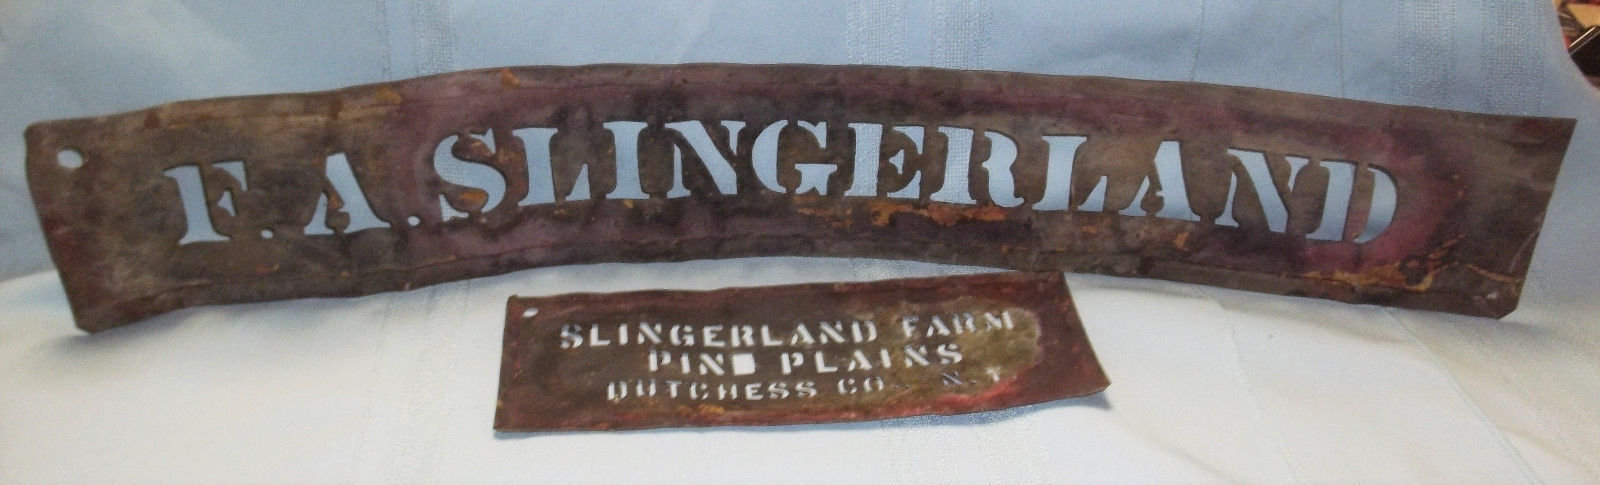 F.A.SLINGERLAND
SLINGERLAND FARM
PINE PLAINS
DUTCHESS CO. N.Y.